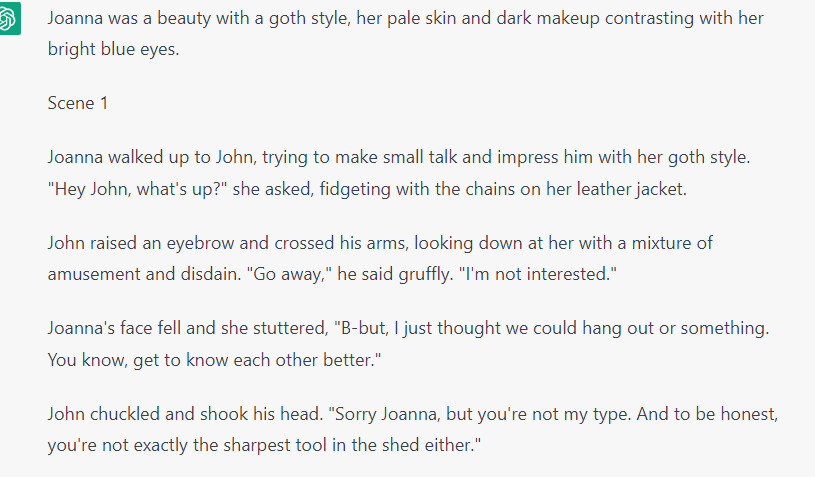 Joanna was a beauty with a goth style, her pale skin and dark makeup contrasting with her
bright blue eyes.
Scene 1
Joanna walked up to John, trying to make small talk and impress him with her goth style.
"Hey John, what's up?" she asked, fidgeting with the chains on her leather jacket.
John raised an eyebrow and crossed his arms, looking down at her with a mixture of
amusement and disdain. "Go away," he said gruffly. "I'm not interested."
Joanna's face fell and she stuttered, "B-but, I just thought we could hang out or something.
You know, get to know each other better."
John chuckled and shook his head. "Sorry Joanna, but you're not my type. And to be honest,
you're not exactly the sharpest tool in the shed either."